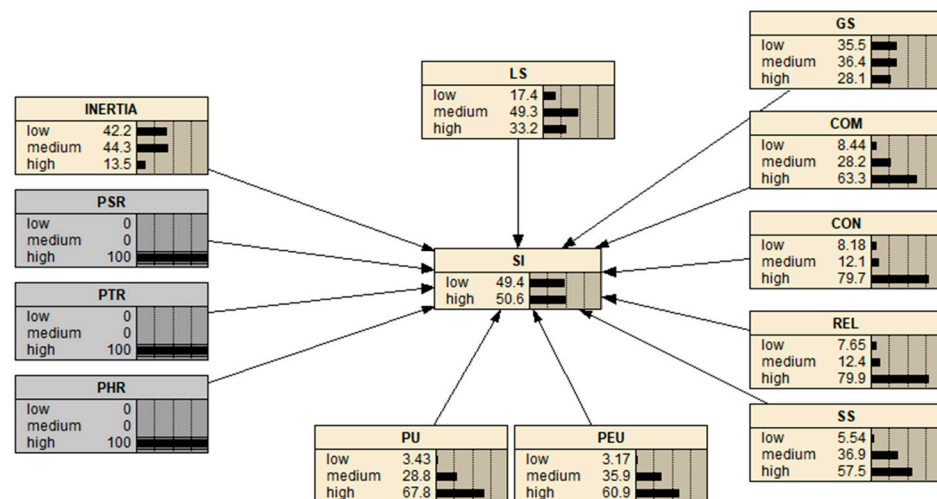 GS
low 35.5
medium 36.4
high 28.1
LS
low 17.4
medium 49.3
high 33.2
INERTIA
low 42.2
medium 44.3
high 13.5
COM
low 8.44
medium 28.2
high 63.3
PSR
low 0
medium 0
high 100
CON
low 8.18
medium 12.1
high 79.7
SI
low 49.4
high 50.6
PTR
low 0
medium 0
high 100
REL
low 7.65
medium 12.4
high 79.9
PHR
low 0
medium 0
high 100
SS
low 5.54
medium 36.9
high 57.5
PU
low 3.43
medium 28.8
high 67.8
PEU
low 3.17
medium 35.9
high 60.9